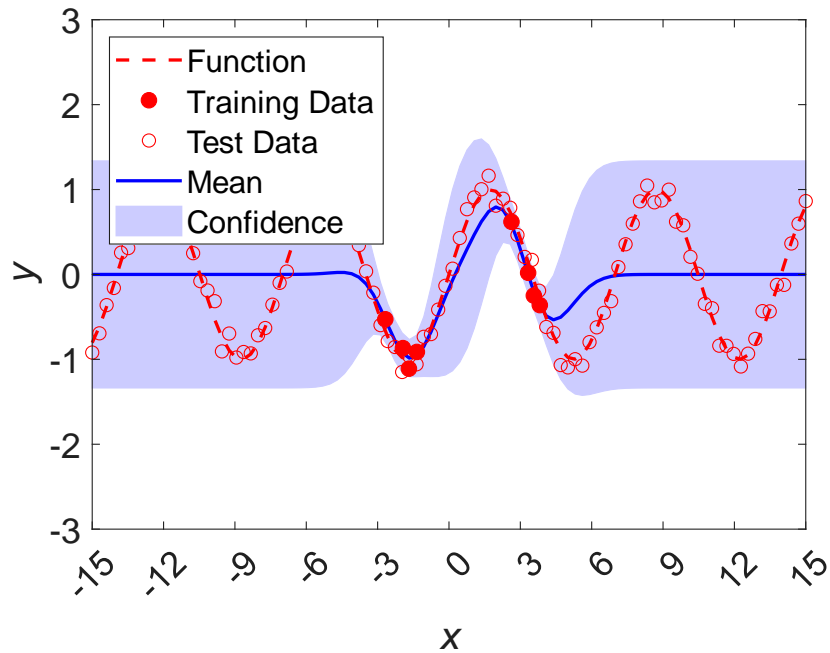 3
2
1
0
-1
-2
-3
y
Function
Training Data
Test Data
Mean
Confidence
-15 -12 -9 -6 -3 0 3 6 9 12 15
x